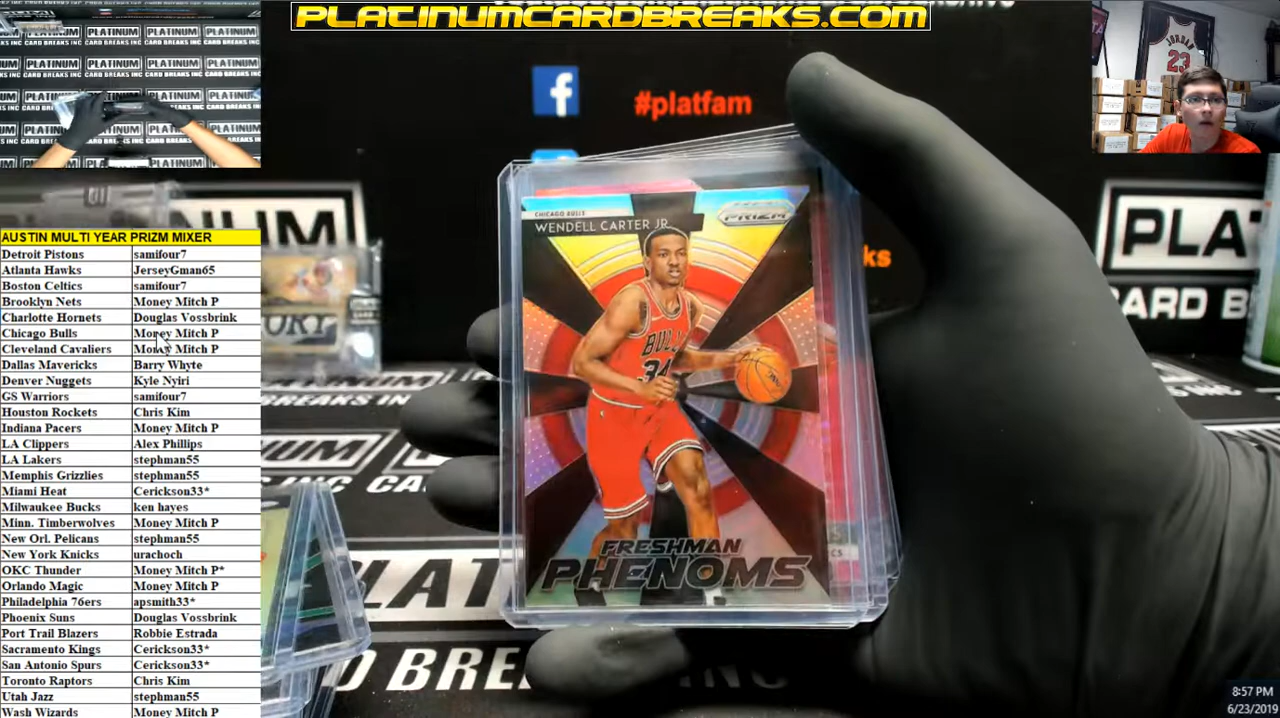 PLATINUMCARDBREAKS.COM
PLATINUM
CARD BREAKS INC
#platfam
JORDAN
23
AUSTIN MULTI YEAR PRIZM MIXER
Detroit Pistons samifour7
Atlanta Hawks JerseyGman65
Boston Celtics samifour7
Brooklyn Nets Money Mitch P
Charlotte Hornets Douglas Vossbrink
Chicago Bulls Money Mitch P
Cleveland Cavaliers Money Mitch P
Dallas Mavericks Barry Whyte
Denver Nuggets Kyle Nyiri
GS Warriors samifour7
Houston Rockets Chris Kim
Indiana Pacers Money Mitch P
LA Clippers Alex Phillips
LA Lakers stephman55
Memphis Grizzlies stephman55
Miami Heat Cerickson33*
Milwaukee Bucks ken hayes
Minn. Timberwolves Money Mitch P
New Orl. Pelicans stephman55
New York Knicks urachoch
OKC Thunder Money Mitch P*
Orlando Magic Money Mitch P
Philadelphia 76ers apsmith33*
Phoenix Suns Douglas Vossbrink
Port Trail Blazers Robbie Estrada
Sacramento Kings Cerickson33*
San Antonio Spurs Cerickson33*
Toronto Raptors Chris Kim
Utah Jazz stephman55
Wash Wizards Money Mitch P
CHICAGO BULLS
WENDELL CARTER JR.
PRIZM
BULLS
34
FRESHMAN
PHENOMS
8:57 PM
6/23/2019